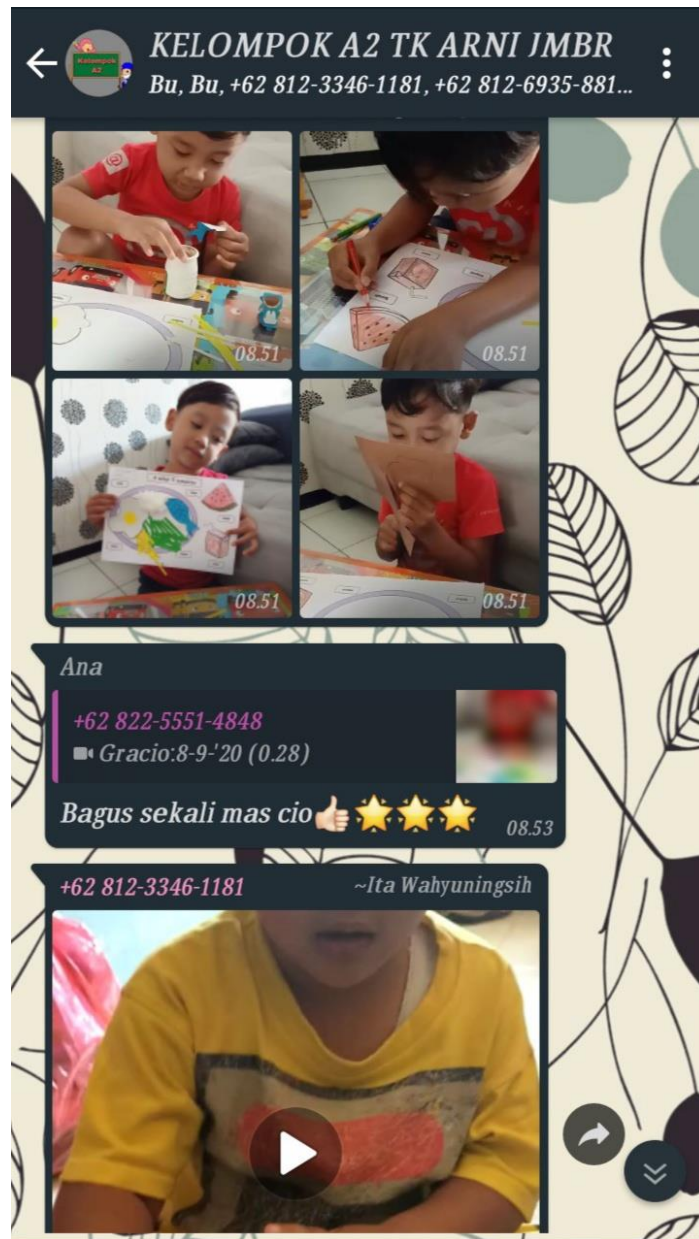 KELOMPOK A2 TK ARNI JMBR
Bu, Bu, +62 812-3346-1181, +62 812-6935-881...
Kelompok
A2
08.51
08.51
08.51
08.51
Ana
+62 822-5551-4848
Gracio:8-9-'20 (0.28)
Bagus sekali mas cio👍🏻🌟🌟🌟
08.53
+62 812-3346-1181 ~Ita Wahyuningsih